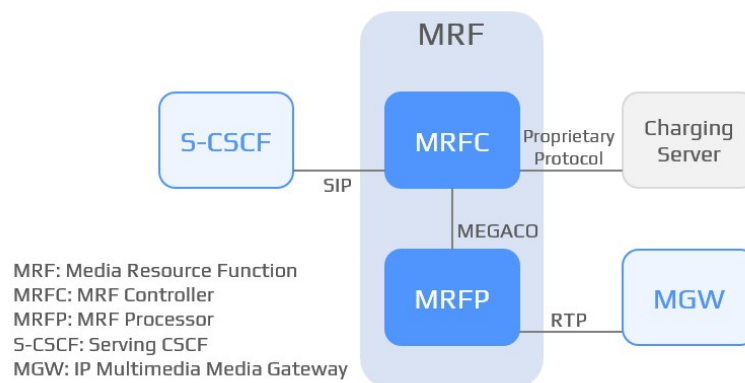 MRF
S-CSCF
MRFC
Proprietary
Protocol
Charging
Server
SIP
MEGACO
MRFP
RTP
MGW
MRF: Media Resource Function
MRFC: MRF Controller
MRFP: MRF Processor
S-CSCF: Serving CSCF
MGW: IP Multimedia Media Gateway